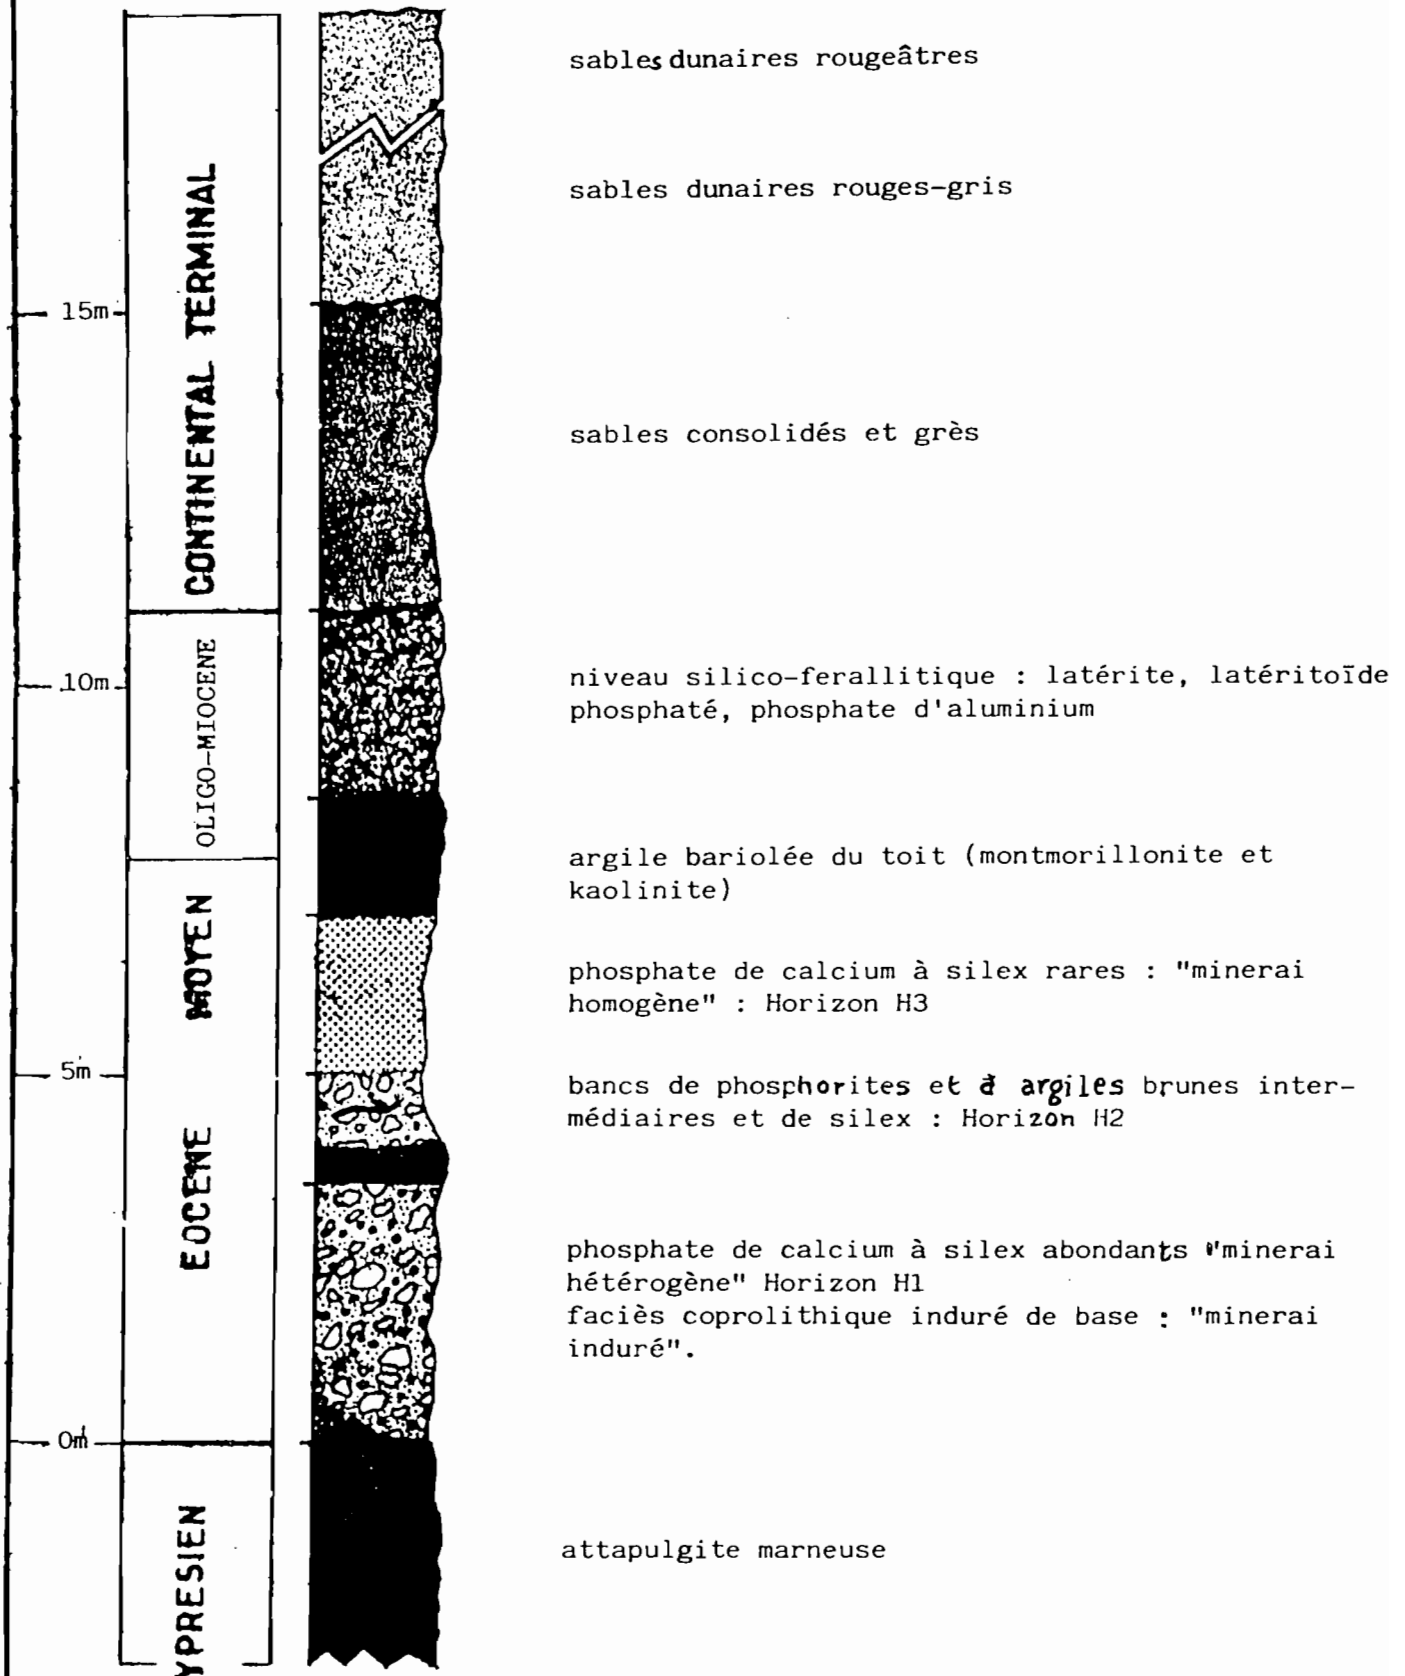 sables dunaires rougeâtres
sables dunaires rouges-gris
CONTINENTAL TERMINAL
15m
sables consolidés et grès
OLIGO-MIOCENE
10m
niveau silico-ferallitique : latérite, latéritoïde
phosphaté, phosphate d'aluminium
argile bariolée du toit (montmorillonite et
kaolinite)
EOCENE MOYEN
phosphate de calcium à silex rares : "minerai
homogène" : Horizon H3
5m
bancs de phosphorites et d argiles brunes inter-
médiaires et de silex : Horizon H2
phosphate de calcium à silex abondants "minerai
hétérogène" Horizon H1
faciès coprolithique induré de base : "minerai
induré".
0m
YPRESIEN
attapulgite marneuse